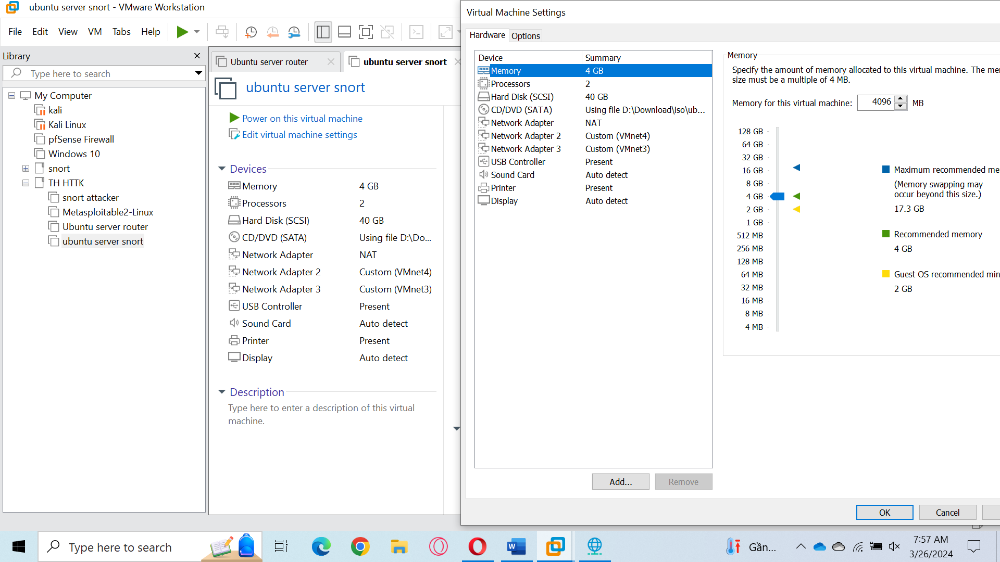 ubuntu server snort - VMware Workstation
File Edit View VM Tabs Help
Library
Type here to search
My Computer
kali
Kali Linux
pfSense Firewall
Windows 10
snort
TH HTTK
snort attacker
Metasploitable2-Linux
Ubuntu server router
ubuntu server snort
Ubuntu server router
ubuntu server snort
ubuntu server snort
Power on this virtual machine
Edit virtual machine settings
Devices
Memory 4 GB
Processors 2
Hard Disk (SCSI) 40 GB
CD/DVD (SATA) Using file D:\Do...
Network Adapter NAT
Network Adapter 2 Custom (VMnet4)
Network Adapter 3 Custom (VMnet3)
USB Controller Present
Sound Card Auto detect
Printer Present
Display Auto detect
Description
Type here to enter a description of this virtual
machine.
Virtual Machine Settings
Hardware Options
Device Summary
Memory 4 GB
Processors 2
Hard Disk (SCSI) 40 GB
CD/DVD (SATA) Using file D:\Download\iso\ub...
Network Adapter NAT
Network Adapter 2 Custom (VMnet4)
Network Adapter 3 Custom (VMnet3)
USB Controller Present
Sound Card Auto detect
Printer Present
Display Auto detect
Add... Remove
Memory
Specify the amount of memory allocated to this virtual machine. The me
size must be a multiple of 4 MB.
Memory for this virtual machine: 4096 MB
128 GB
64 GB
32 GB
16 GB
8 GB
4 GB
2 GB
1 GB
512 MB
256 MB
128 MB
64 MB
32 MB
16 MB
8 MB
4 MB
Maximum recommended me
(Memory swapping may
occur beyond this size.)
17.3 GB
Recommended memory
4 GB
Guest OS recommended min
2 GB
OK Cancel
Type here to search
Gần...
7:57 AM
3/26/2024